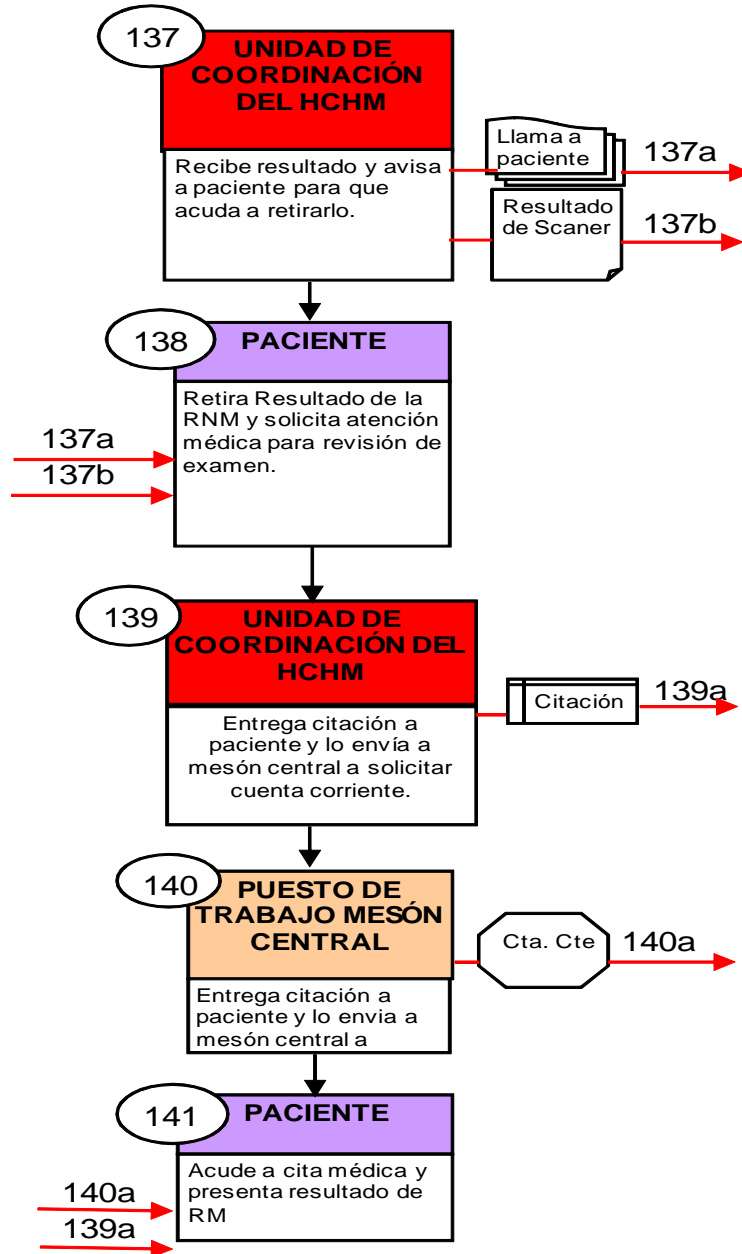 137
UNIDAD DE
COORDINACIÓN
DEL HCHM
Recibe resultado y avisa
a paciente para que
acuda a retirarlo.
Llama a
paciente
137a
Resultado
de Scaner
137b
138
PACIENTE
Retira Resultado de la
RNM y solicita atención
médica para revisión de
examen.
137a
137b
139
UNIDAD DE
COORDINACIÓN DEL
HCHM
Entrega citación a
paciente y lo envía a
mesón central a solicitar
cuenta corriente.
Citación
139a
140
PUESTO DE
TRABAJO MESÓN
CENTRAL
Entrega citación a
paciente y lo envia a
mesón central a
Cta. Cte
140a
141
PACIENTE
Acude a cita médica y
presenta resultado de
RM
140a
139a